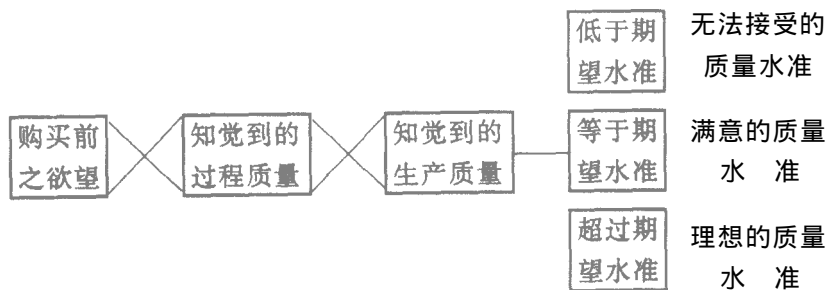 购买前
之欲望
知觉到的
过程质量
知觉到的
生产质量
低于期
望水准
无法接受的
质量水准
等于期
望水准
满意的质量
水 准
超过期
望水准
理想的质量
水 准